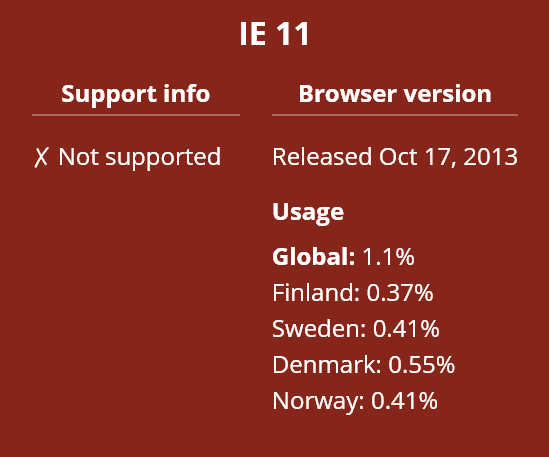 IE 11
Support info
✗ Not supported
Browser version
Released Oct 17, 2013
Usage
Global: 1.1%
Finland: 0.37%
Sweden: 0.41%
Denmark: 0.55%
Norway: 0.41%